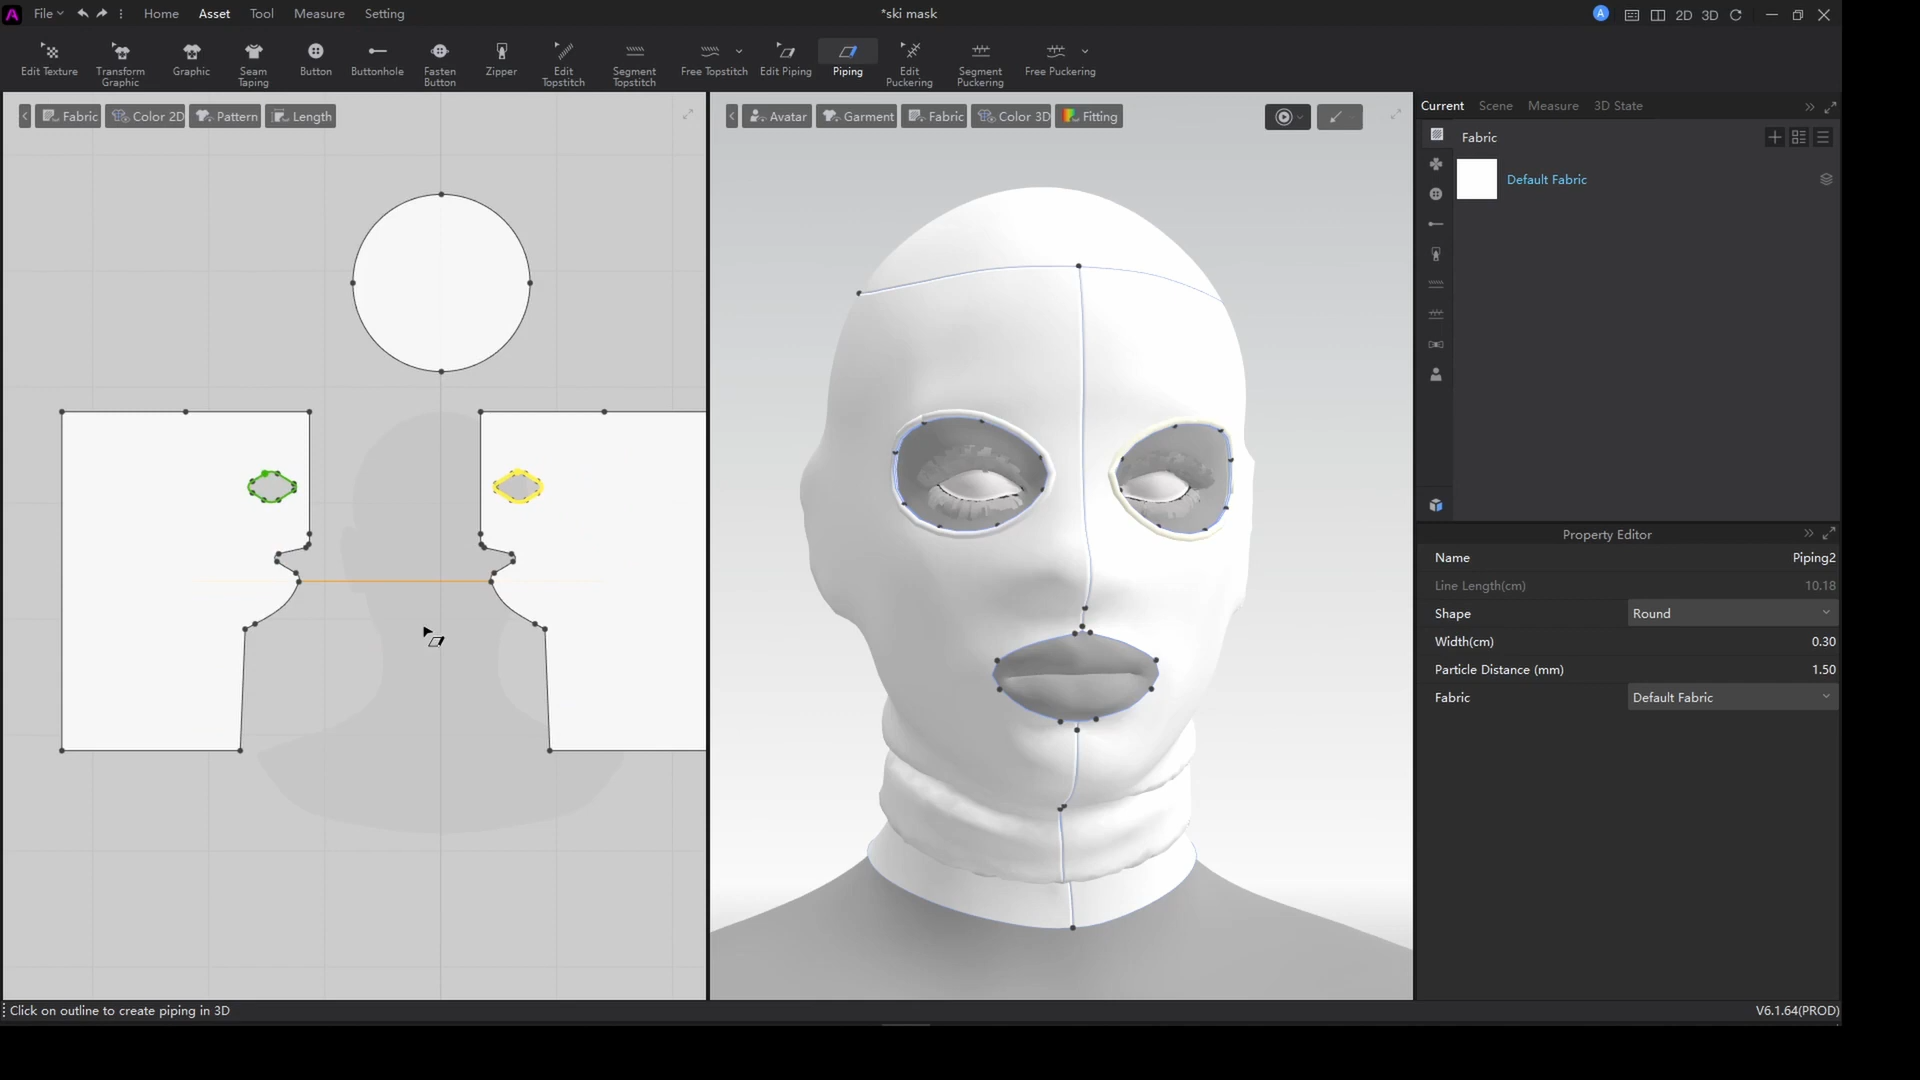 File
Home
Asset
Tool
Measure
Setting
*ski mask
A
2D
3D
Edit Texture
Transform
Graphic
Graphic
Seam
Taping
Button
Buttonhole
Fasten
Button
Zipper
Edit
Topstitch
Segment
Topstitch
Free Topstitch
Edit Piping
Piping
Edit
Puckering
Segment
Puckering
Free Puckering
Fabric
Color 2D
Pattern
Length
Avatar
Garment
Fabric
Color 3D
Fitting
Current
Scene
Measure
3D State
Fabric
Default Fabric
Property Editor
Name Piping2
Line Length(cm) 10.18
Shape Round
Width(cm) 0.30
Particle Distance (mm) 1.50
Fabric Default Fabric
Click on outline to create piping in 3D
V6.1.64(PROD)